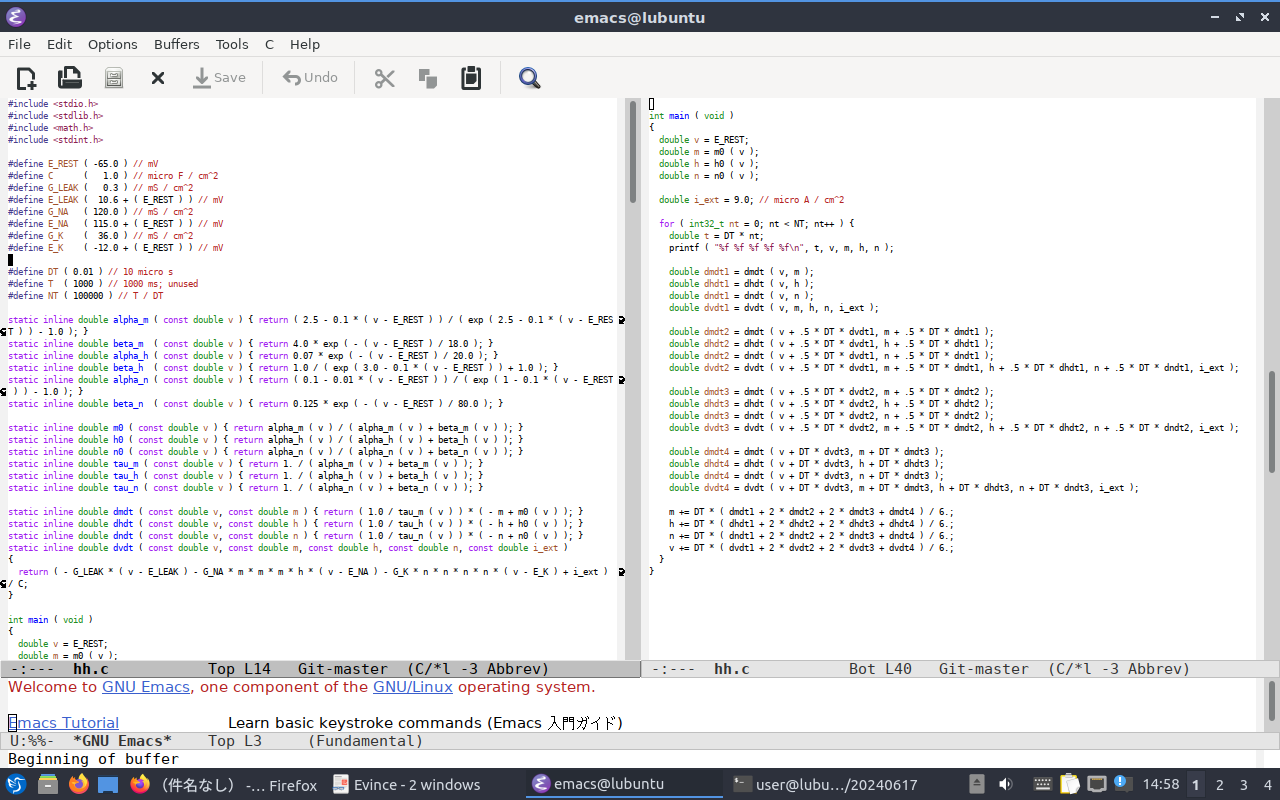 emacs@lubuntu
File Edit Options Buffers Tools C Help
Save Undo
#include <stdio.h>
#include <stdlib.h>
#include <math.h>
#include <stdint.h>
#define E_REST ( -65.0 ) // mV
#define C      (   1.0 ) // micro F / cm^2
#define G_LEAK (   0.3 ) // mS / cm^2
#define E_LEAK (  10.6 + ( E_REST ) ) // mV
#define G_NA   ( 120.0 ) // mS / cm^2
#define E_NA   ( 115.0 + ( E_REST ) ) // mV
#define G_K    (  36.0 ) // mS / cm^2
#define E_K    ( -12.0 + ( E_REST ) ) // mV
#define DT ( 0.01 ) // 10 micro s
#define T  ( 1000 ) // 1000 ms; unused
#define NT ( 100000 ) // T / DT
static inline double alpha_m ( const double v ) { return ( 2.5 - 0.1 * ( v - E_REST ) ) / ( exp ( 2.5 - 0.1 * ( v - E_RES
T ) ) - 1.0 ); }
static inline double beta_m  ( const double v ) { return 4.0 * exp ( - ( v - E_REST ) / 18.0 ); }
static inline double alpha_h ( const double v ) { return 0.07 * exp ( - ( v - E_REST ) / 20.0 ); }
static inline double beta_h  ( const double v ) { return 1.0 / ( exp ( 3.0 - 0.1 * ( v - E_REST ) ) + 1.0 ); }
static inline double alpha_n ( const double v ) { return ( 0.1 - 0.01 * ( v - E_REST ) ) / ( exp ( 1 - 0.1 * ( v - E_REST
 ) ) - 1.0 ); }
static inline double beta_n  ( const double v ) { return 0.125 * exp ( - ( v - E_REST ) / 80.0 ); }
static inline double m0 ( const double v ) { return alpha_m ( v ) / ( alpha_m ( v ) + beta_m ( v ) ); }
static inline double h0 ( const double v ) { return alpha_h ( v ) / ( alpha_h ( v ) + beta_h ( v ) ); }
static inline double n0 ( const double v ) { return alpha_n ( v ) / ( alpha_n ( v ) + beta_n ( v ) ); }
static inline double tau_m ( const double v ) { return 1. / ( alpha_m ( v ) + beta_m ( v ) ); }
static inline double tau_h ( const double v ) { return 1. / ( alpha_h ( v ) + beta_h ( v ) ); }
static inline double tau_n ( const double v ) { return 1. / ( alpha_n ( v ) + beta_n ( v ) ); }
static inline double dmdt ( const double v, const double m ) { return ( 1.0 / tau_m ( v ) ) * ( - m + m0 ( v ) ); }
static inline double dhdt ( const double v, const double h ) { return ( 1.0 / tau_h ( v ) ) * ( - h + h0 ( v ) ); }
static inline double dndt ( const double v, const double n ) { return ( 1.0 / tau_n ( v ) ) * ( - n + n0 ( v ) ); }
static inline double dvdt ( const double v, const double m, const double h, const double n, const double i_ext )
{
  return ( - G_LEAK * ( v - E_LEAK ) - G_NA * m * m * m * h * ( v - E_NA ) - G_K * n * n * n * n * ( v - E_K ) + i_ext )
/ C;
}
int main ( void )
{
  double v = E_REST;
  double m = m0 ( v );
-:---  hh.c           Top L14   Git-master  (C/*l -3 Abbrev)
int main ( void )
{
  double v = E_REST;
  double m = m0 ( v );
  double h = h0 ( v );
  double n = n0 ( v );
  double i_ext = 9.0; // micro A / cm^2
  for ( int32_t nt = 0; nt < NT; nt++ ) {
    double t = DT * nt;
    printf ( "%f %f %f %f %f\n", t, v, m, h, n );
    double dmdt1 = dmdt ( v, m );
    double dhdt1 = dhdt ( v, h );
    double dndt1 = dndt ( v, n );
    double dvdt1 = dvdt ( v, m, h, n, i_ext );
    double dmdt2 = dmdt ( v + .5 * DT * dvdt1, m + .5 * DT * dmdt1 );
    double dhdt2 = dhdt ( v + .5 * DT * dvdt1, h + .5 * DT * dhdt1 );
    double dndt2 = dndt ( v + .5 * DT * dvdt1, n + .5 * DT * dndt1 );
    double dvdt2 = dvdt ( v + .5 * DT * dvdt1, m + .5 * DT * dmdt1, h + .5 * DT * dhdt1, n + .5 * DT * dndt1, i_ext );
    double dmdt3 = dmdt ( v + .5 * DT * dvdt2, m + .5 * DT * dmdt2 );
    double dhdt3 = dhdt ( v + .5 * DT * dvdt2, h + .5 * DT * dhdt2 );
    double dndt3 = dndt ( v + .5 * DT * dvdt2, n + .5 * DT * dndt2 );
    double dvdt3 = dvdt ( v + .5 * DT * dvdt2, m + .5 * DT * dmdt2, h + .5 * DT * dhdt2, n + .5 * DT * dndt2, i_ext );
    double dmdt4 = dmdt ( v + DT * dvdt3, m + DT * dmdt3 );
    double dhdt4 = dhdt ( v + DT * dvdt3, h + DT * dhdt3 );
    double dndt4 = dndt ( v + DT * dvdt3, n + DT * dndt3 );
    double dvdt4 = dvdt ( v + DT * dvdt3, m + DT * dmdt3, h + DT * dhdt3, n + DT * dndt3, i_ext );
    m += DT * ( dmdt1 + 2 * dmdt2 + 2 * dmdt3 + dmdt4 ) / 6.;
    h += DT * ( dhdt1 + 2 * dhdt2 + 2 * dhdt3 + dhdt4 ) / 6.;
    n += DT * ( dndt1 + 2 * dndt2 + 2 * dndt3 + dndt4 ) / 6.;
    v += DT * ( dvdt1 + 2 * dvdt2 + 2 * dvdt3 + dvdt4 ) / 6.;
  }
}
-:---  hh.c           Bot L40   Git-master  (C/*l -3 Abbrev)
Welcome to GNU Emacs, one component of the GNU/Linux operating system.
Emacs Tutorial Learn basic keystroke commands (Emacs 入門ガイド)
U:%%-  *GNU Emacs*    Top L3     (Fundamental)
Beginning of buffer
(件名なし) -… Firefox Evince - 2 windows emacs@lubuntu user@lubu…/20240617 14:58 1 2 3 4